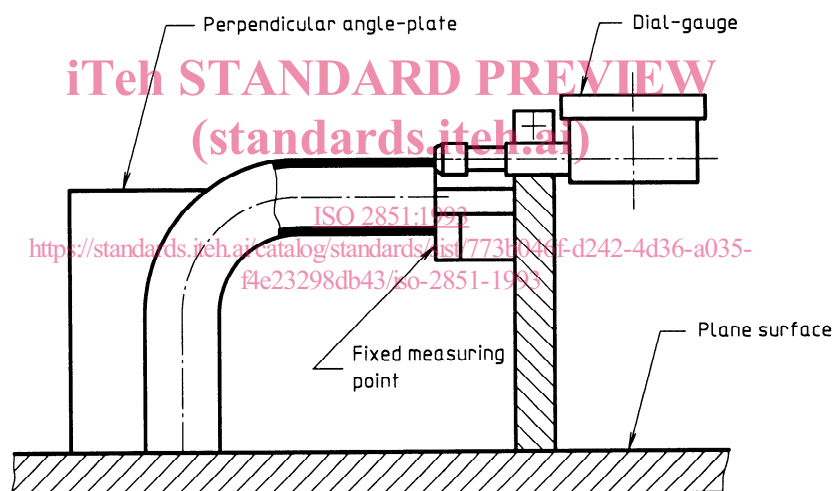 Perpendicular angle-plate
Dial-gauge
iTeh STANDARD PREVIEW
(standards.iteh.ai)
ISO 2851:1993
https://standards.iteh.ai/catalog/standards/sist/773b046f-d242-4d36-a035-
f4e23298db43/iso-2851-1993
Plane surface
Fixed measuring
point